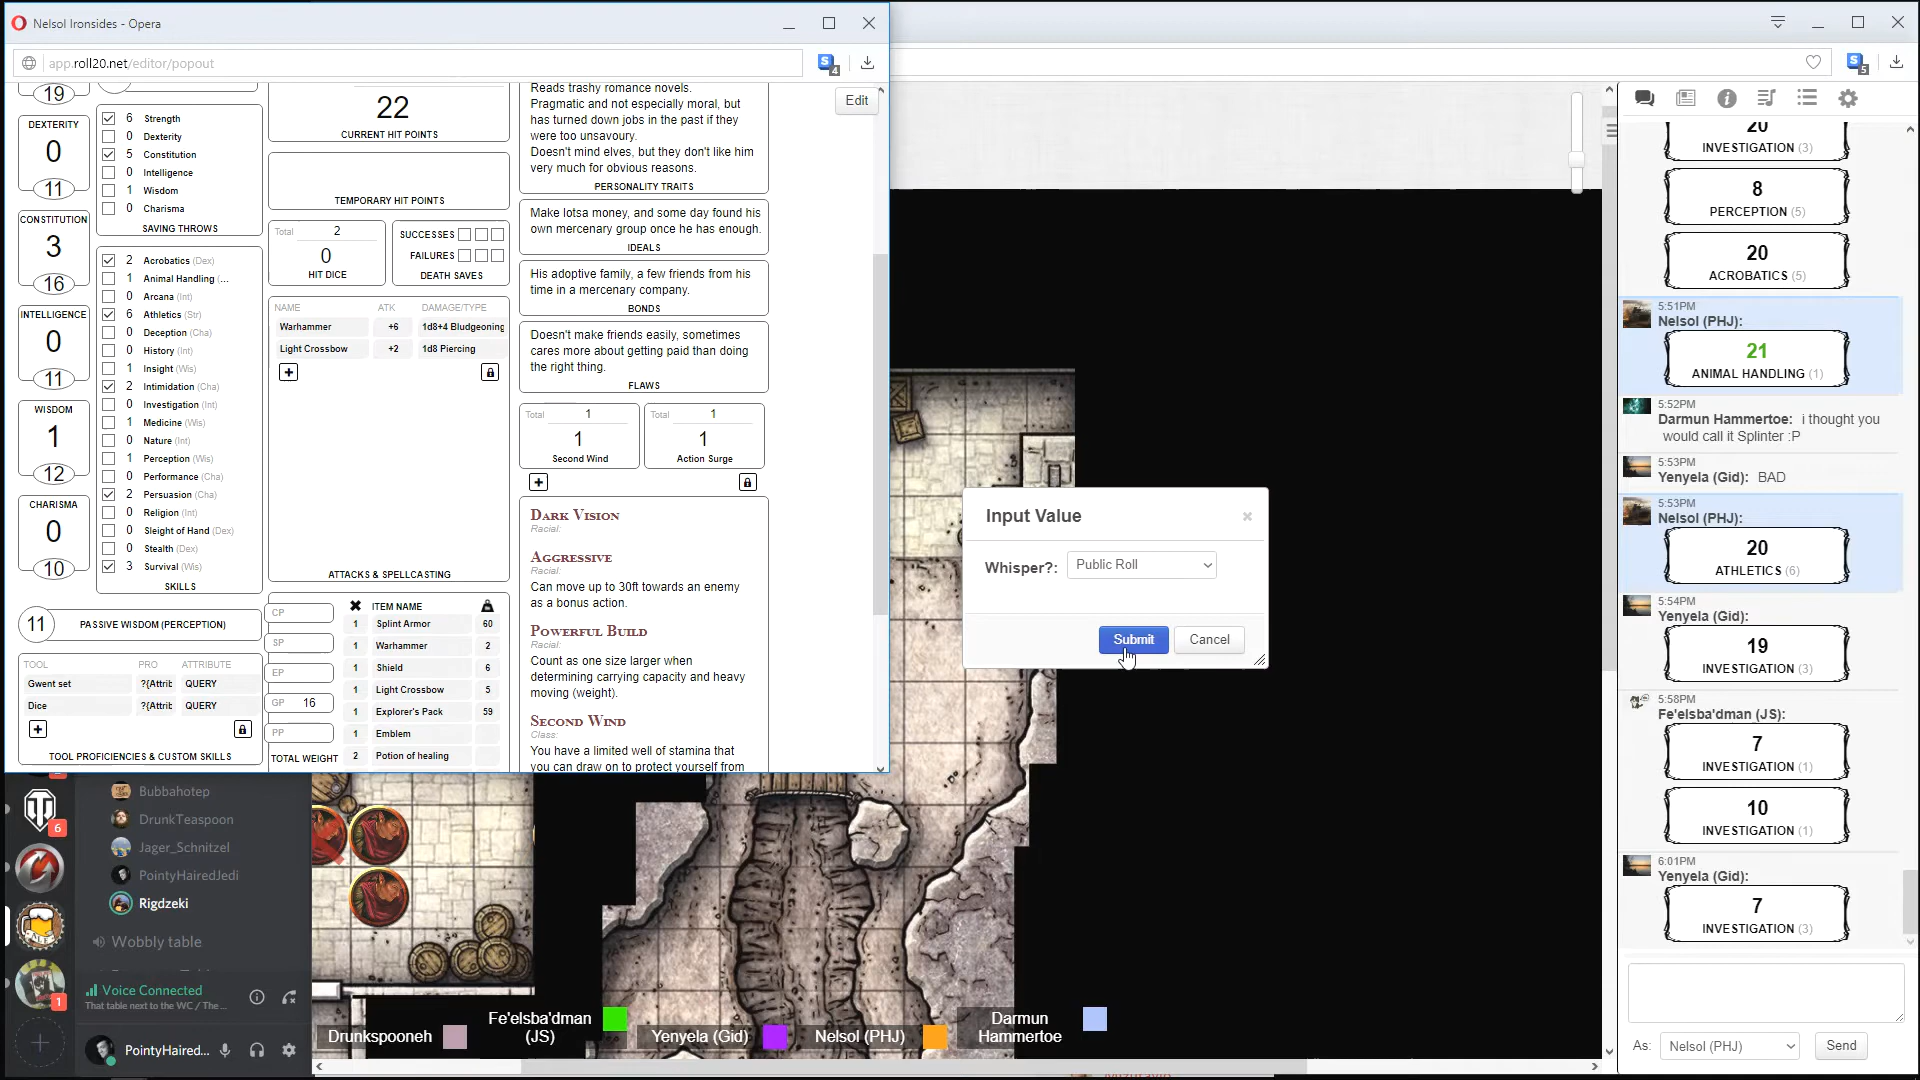 Nelsol Ironsides - Opera
app.roll20.net/editor/popout
4
5
19
DEXTERITY
0
11
CONSTITUTION
3
16
INTELLIGENCE
0
11
WISDOM
1
12
CHARISMA
0
10
6 Strength
0 Dexterity
5 Constitution
0 Intelligence
1 Wisdom
0 Charisma
SAVING THROWS
2 Acrobatics (Dex)
1 Animal Handling (...
0 Arcana (Int)
6 Athletics (Str)
0 Deception (Cha)
0 History (Int)
1 Insight (Wis)
2 Intimidation (Cha)
0 Investigation (Int)
1 Medicine (Wis)
0 Nature (Int)
1 Perception (Wis)
0 Performance (Cha)
2 Persuasion (Cha)
0 Religion (Int)
0 Sleight of Hand (Dex)
0 Stealth (Dex)
3 Survival (Wis)
SKILLS
11 PASSIVE WISDOM (PERCEPTION)
TOOL PRO ATTRIBUTE
Gwent set ?{Attrib QUERY
Dice ?{Attrib QUERY
TOOL PROFICIENCIES & CUSTOM SKILLS
22
CURRENT HIT POINTS
TEMPORARY HIT POINTS
Total 2
0
HIT DICE
SUCCESSES
FAILURES
DEATH SAVES
NAME ATK DAMAGE/TYPE
Warhammer +6 1d8+4 Bludgeoning
Light Crossbow +2 1d8 Piercing
ATTACKS & SPELLCASTING
CP
SP
EP
GP 16
PP
TOTAL WEIGHT
ITEM NAME
1 Splint Armor 60
1 Warhammer 2
1 Shield 6
1 Light Crossbow 5
1 Explorer's Pack 59
1 Emblem
2 Potion of healing
Reads trashy romance novels.
Pragmatic and not especially moral, but
has turned down jobs in the past if they
were too unsavoury.
Doesn't mind elves, but they don't like him
very much for obvious reasons.
PERSONALITY TRAITS
Make lotsa money, and some day found his
own mercenary group once he has enough.
IDEALS
His adoptive family, a few friends from his
time in a mercenary company.
BONDS
Doesn't make friends easily, sometimes
cares more about getting paid than doing
the right thing.
FLAWS
Total 1
1
Second Wind
Total 1
1
Action Surge
DARK VISION
Racial:
AGGRESSIVE
Racial:
Can move up to 30ft towards an enemy
as a bonus action.
POWERFUL BUILD
Racial:
Count as one size larger when
determining carrying capacity and heavy
moving (weight).
SECOND WIND
Class:
You have a limited well of stamina that
you can draw on to protect yourself from
Edit
Input Value
Whisper?: Public Roll
Submit Cancel
20
INVESTIGATION (3)
8
PERCEPTION (5)
20
ACROBATICS (5)
5:51PM
Nelsol (PHJ):
21
ANIMAL HANDLING (1)
5:52PM
Darmun Hammertoe: i thought you
would call it Splinter :P
5:53PM
Yenyela (Gid): BAD
5:53PM
Nelsol (PHJ):
20
ATHLETICS (6)
5:54PM
Yenyela (Gid):
19
INVESTIGATION (3)
5:58PM
Fe'elsba'dman (JS):
7
INVESTIGATION (1)
10
INVESTIGATION (1)
6:01PM
Yenyela (Gid):
7
INVESTIGATION (3)
As: Nelsol (PHJ)
Send
Bubbahotep
DrunkTeaspoon
Jager_Schnitzel
PointyHairedJedi
Rigdzeki
Wobbly table
Voice Connected
That table next to the WC / The...
PointyHaired...
6
ALE
1
Drunkspooneh
Fe'elsba'dman
(JS)
Yenyela (Gid)
Nelsol (PHJ)
Darmun
Hammertoe